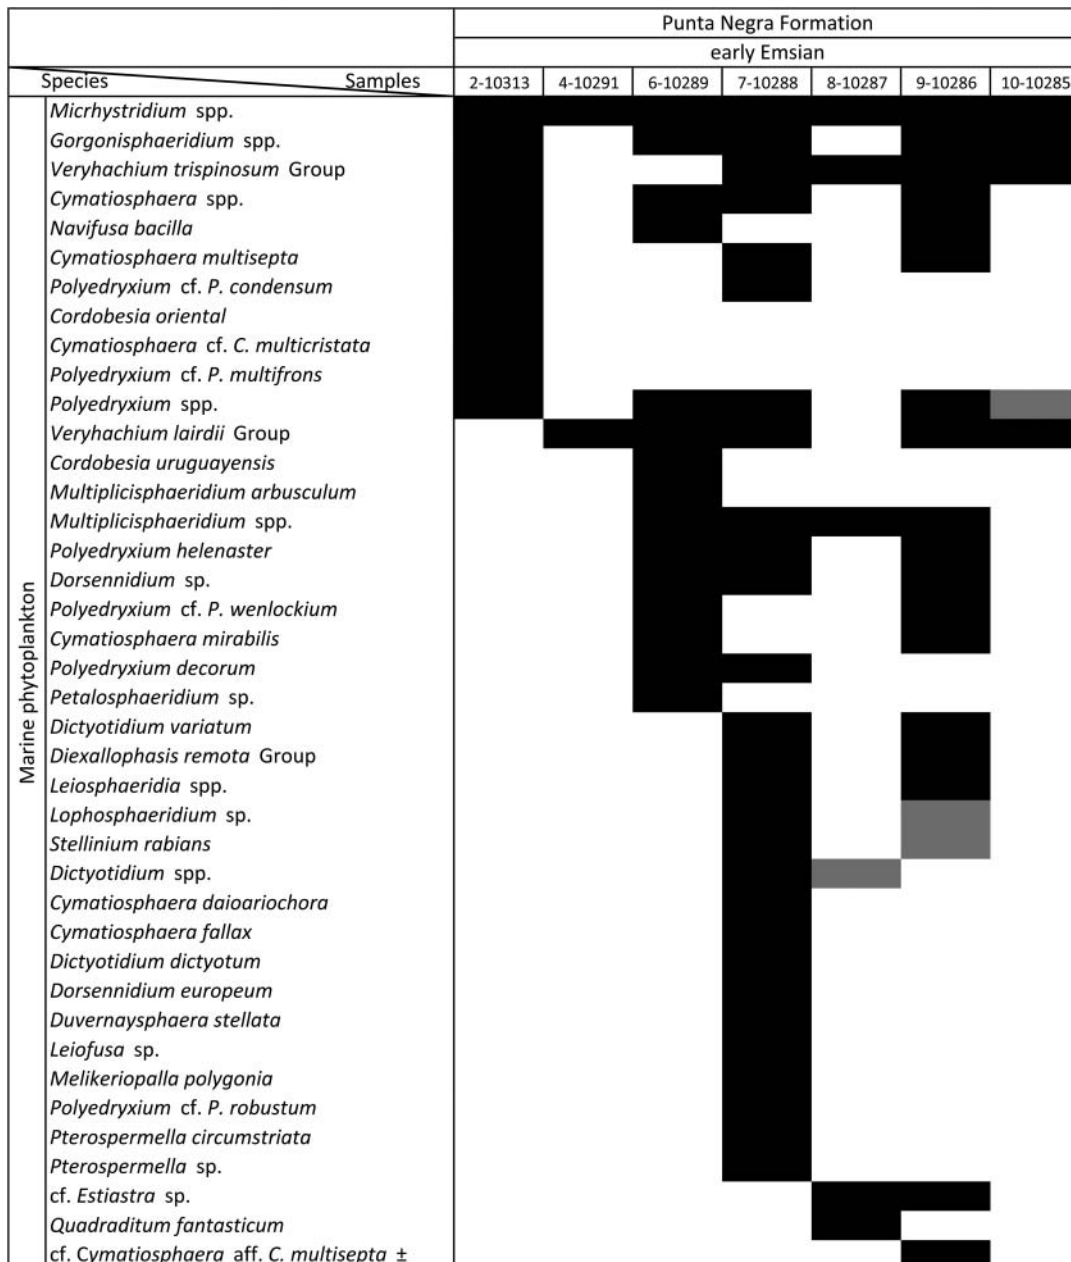 Punta Negra Formation
early Emsian
Species Samples 2-10313 4-10291 6-10289 7-10288 8-10287 9-10286 10-10285
Marine phytoplankton
Micrhystridium spp.
Gorgonisphaeridium spp.
Veryhachium trispinosum Group
Cymatiosphaera spp.
Navifusa bacilla
Cymatiosphaera multisepta
Polyedryxium cf. P. condensum
Cordobesia oriental
Cymatiosphaera cf. C. multicristata
Polyedryxium cf. P. multifrons
Polyedryxium spp.
Veryhachium lairdii Group
Cordobesia uruguayensis
Multiplicisphaeridium arbusculum
Multiplicisphaeridium spp.
Polyedryxium helenaster
Dorsennidium sp.
Polyedryxium cf. P. wenlockium
Cymatiosphaera mirabilis
Polyedryxium decorum
Petalosphaeridium sp.
Dictyotidium variatum
Diexallophasis remota Group
Leiosphaeridia spp.
Lophosphaeridium sp.
Stellinium rabians
Dictyotidium spp.
Cymatiosphaera daioariochora
Cymatiosphaera fallax
Dictyotidium dictyotum
Dorsennidium europeum
Duvernaysphaera stellata
Leiofusa sp.
Melikeriopalla polygonia
Polyedryxium cf. P. robustum
Pterospermella circumstriata
Pterospermella sp.
cf. Estiastra sp.
Quadraditum fantasticum
cf. Cymatiosphaera aff. C. multisepta ±